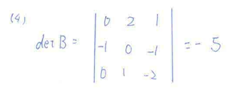 (4)
det B = | 0 2 1 |
| -1 0 -1 | = - 5
| 0 1 -2 |